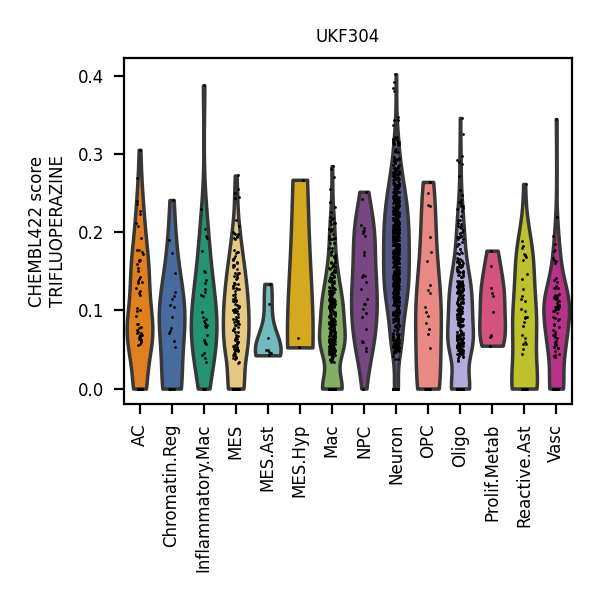 UKF304
CHEMBL422 score
TRIFLUOPERAZINE
0.4
0.3
0.2
0.1
0.0
AC
Chromatin.Reg
Inflammatory.Mac
MES
MES.Ast
MES.Hyp
Mac
NPC
Neuron
OPC
Oligo
Prolif.Metab
Reactive.Ast
Vasc